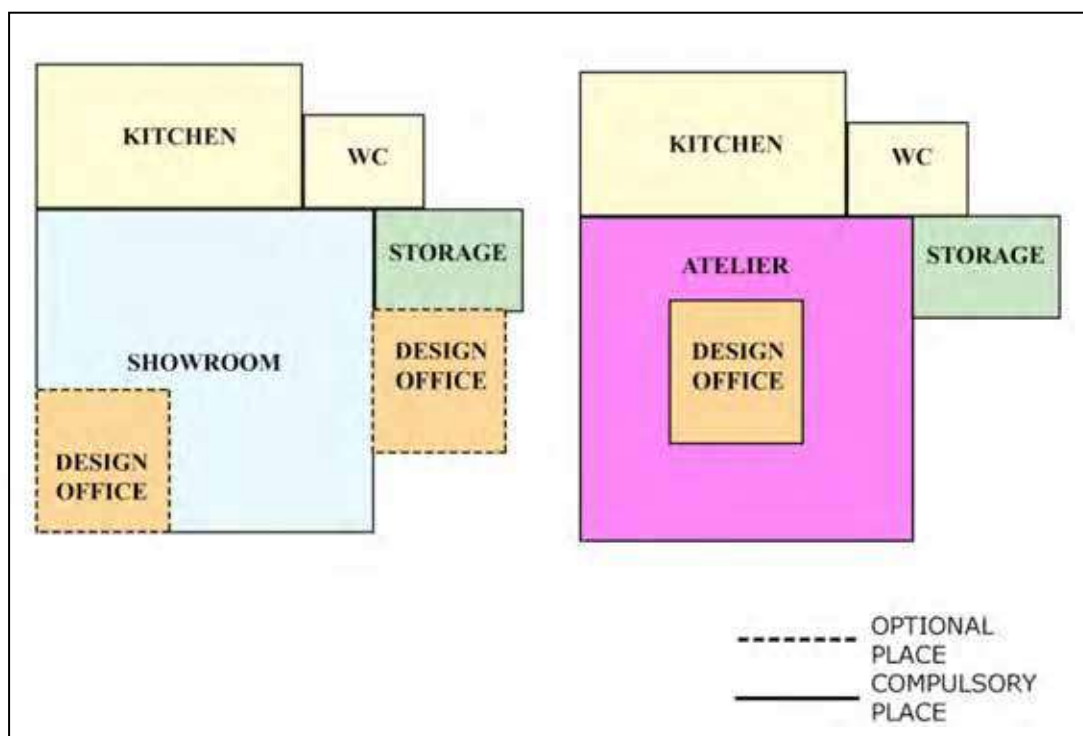 KITCHEN
WC
STORAGE
SHOWROOM
DESIGN
OFFICE
DESIGN
OFFICE
KITCHEN
WC
STORAGE
ATELIER
DESIGN
OFFICE
OPTIONAL
PLACE
COMPULSORY
PLACE